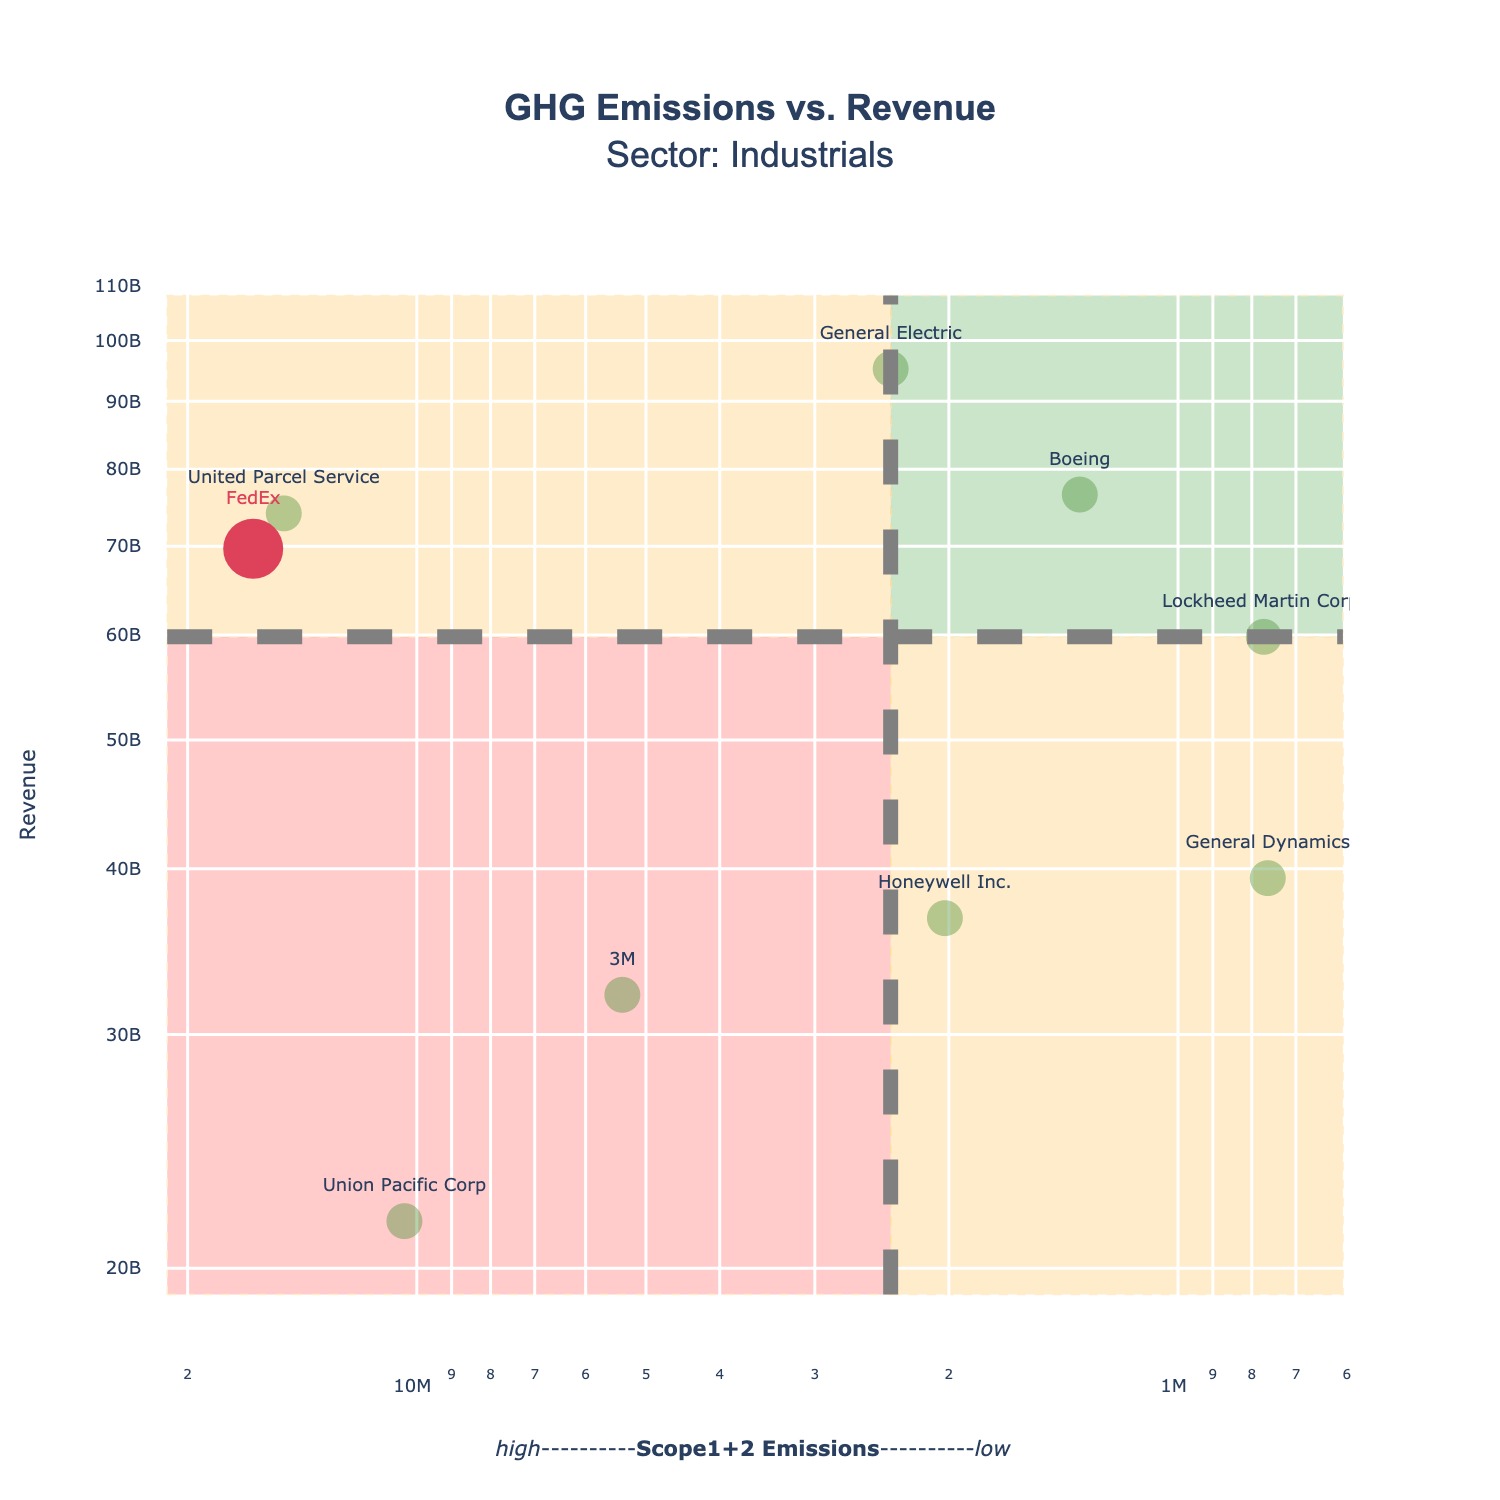 GHG Emissions vs. Revenue
Sector: Industrials
110B
100B
90B
80B
70B
60B
50B
40B
30B
20B
Revenue
General Electric
Boeing
United Parcel Service
FedEx
Lockheed Martin Corp
General Dynamics
Honeywell Inc.
3M
Union Pacific Corp
2 10M 9 8 7 6 5 4 3 2 1M 9 8 7 6
high----------Scope1+2 Emissions----------low